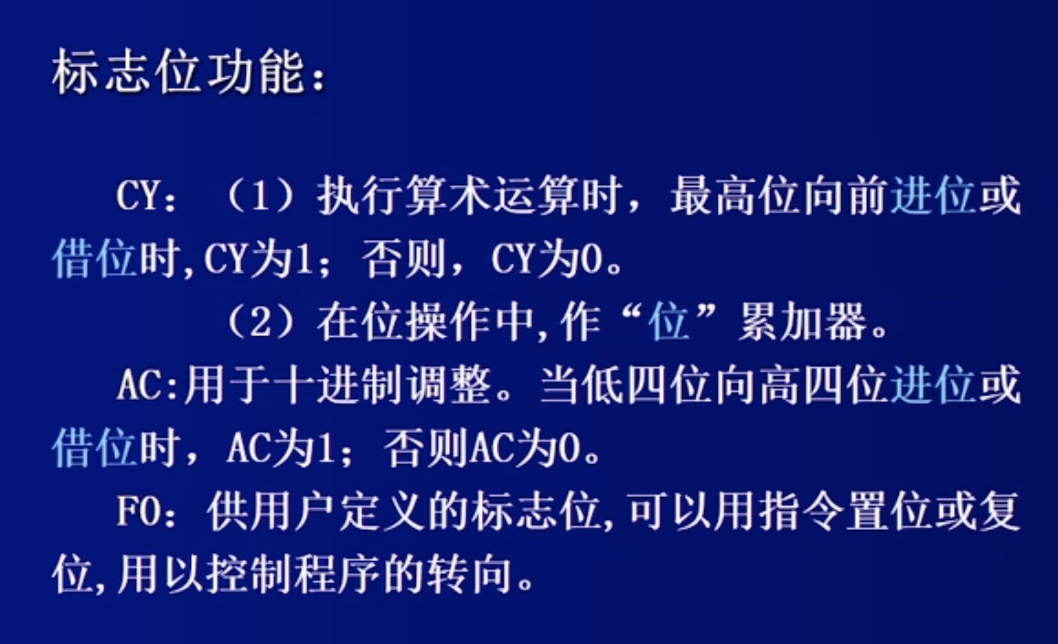 标志位功能：
CY：（1）执行算术运算时，最高位向前进位或
借位时,CY为1；否则，CY为0。
（2）在位操作中,作“位”累加器。
AC:用于十进制调整。当低四位向高四位进位或
借位时，AC为1；否则AC为0。
F0：供用户定义的标志位,可以用指令置位或复
位,用以控制程序的转向。